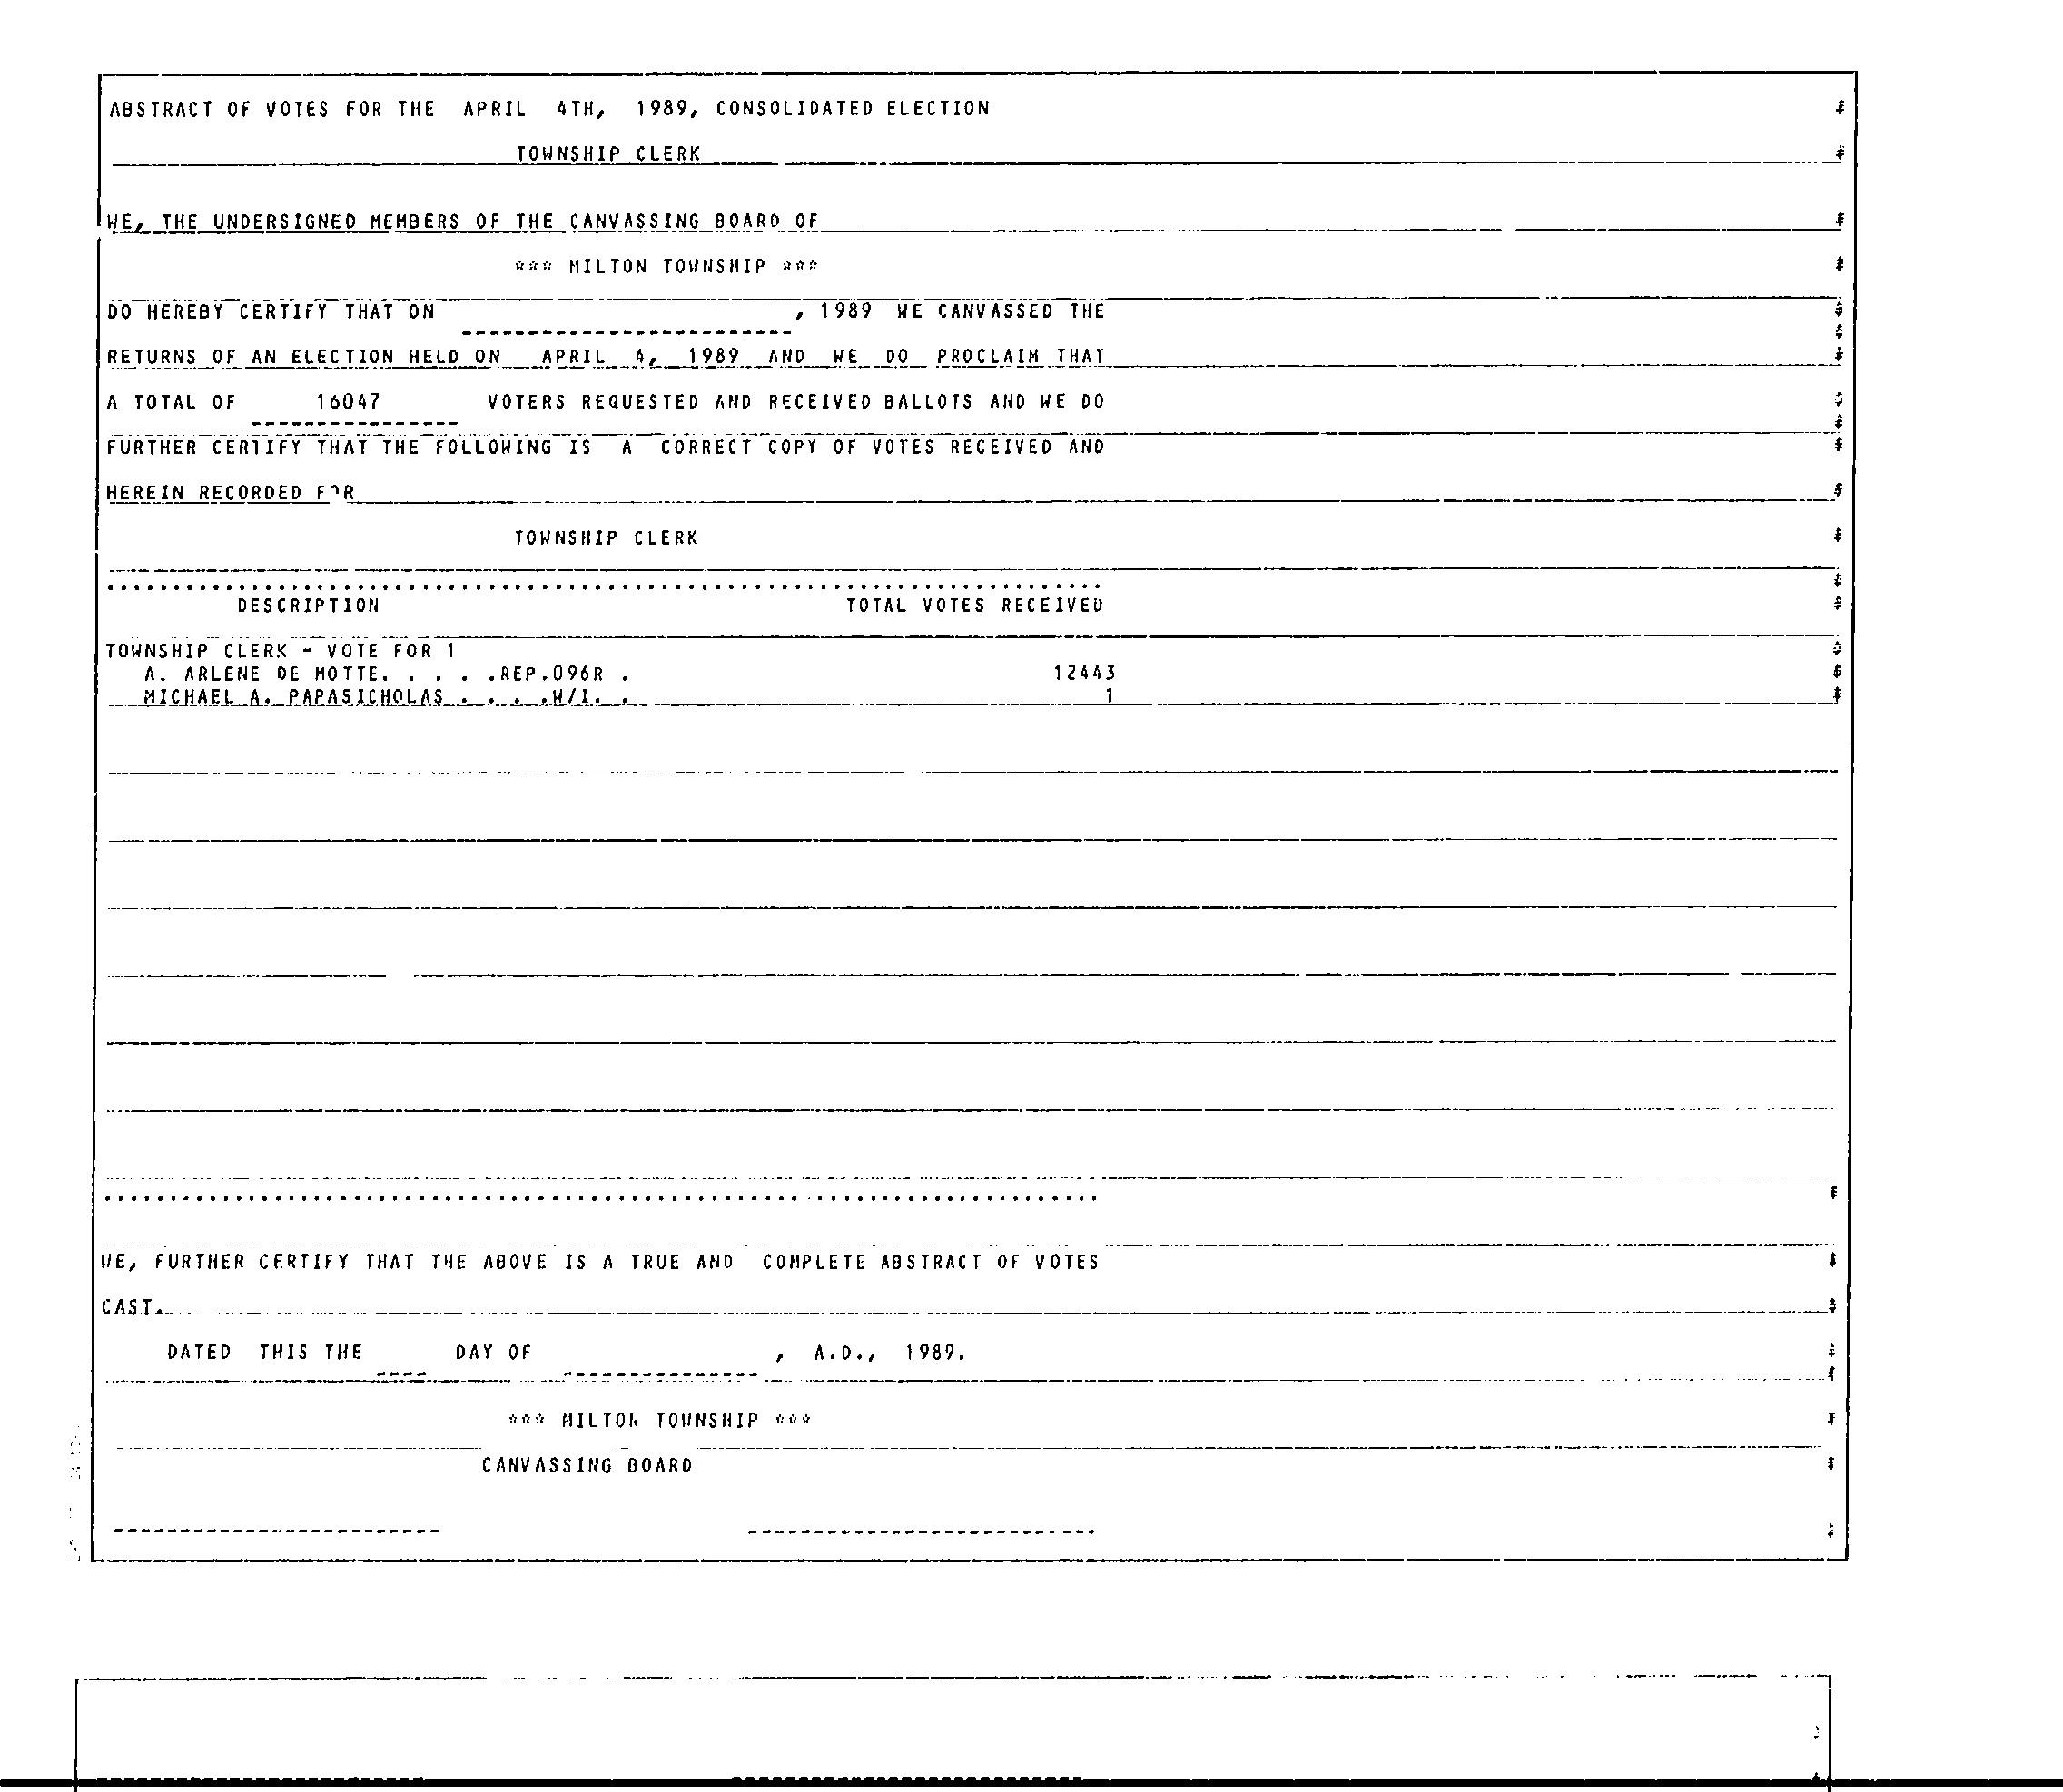 ABSTRACT OF VOTES FOR THE APRIL 4TH, 1989, CONSOLIDATED ELECTION
TOWNSHIP CLERK
WE, THE UNDERSIGNED MEMBERS OF THE CANVASSING BOARD OF
*** MILTON TOWNSHIP ***
DO HEREBY CERTIFY THAT ON , 1989 WE CANVASSED THE
RETURNS OF AN ELECTION HELD ON APRIL 4, 1989 AND WE DO PROCLAIM THAT
A TOTAL OF 16047 VOTERS REQUESTED AND RECEIVED BALLOTS AND WE DO
FURTHER CERTIFY THAT THE FOLLOWING IS A CORRECT COPY OF VOTES RECEIVED AND
HEREIN RECORDED FOR
TOWNSHIP CLERK
DESCRIPTION TOTAL VOTES RECEIVED
TOWNSHIP CLERK - VOTE FOR 1
A. ARLENE DE MOTTE. . . . .REP.096R . 12443
MICHAEL A. PAPASICHOLAS . . . .W/I. . 1
WE, FURTHER CERTIFY THAT THE ABOVE IS A TRUE AND COMPLETE ABSTRACT OF VOTES
CAST.
DATED THIS THE DAY OF , A.D., 1989.
*** MILTON TOWNSHIP ***
CANVASSING BOARD